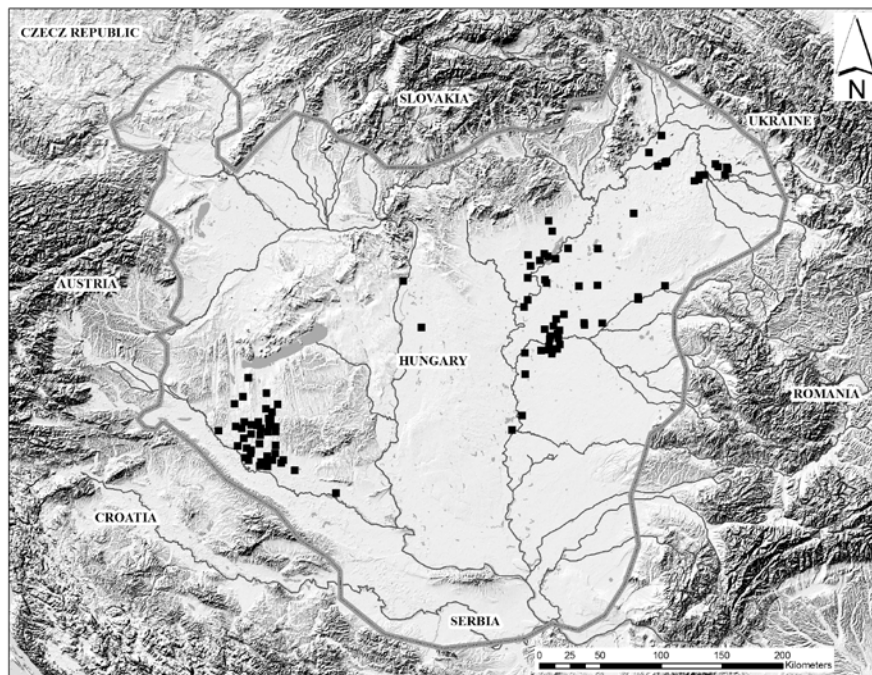 CZECZ REPUBLIC
SLOVAKIA
N
UKRAINE
AUSTRIA
HUNGARY
ROMANIA
CROATIA
SERBIA
0 25 50 100 150 200
Kilometers